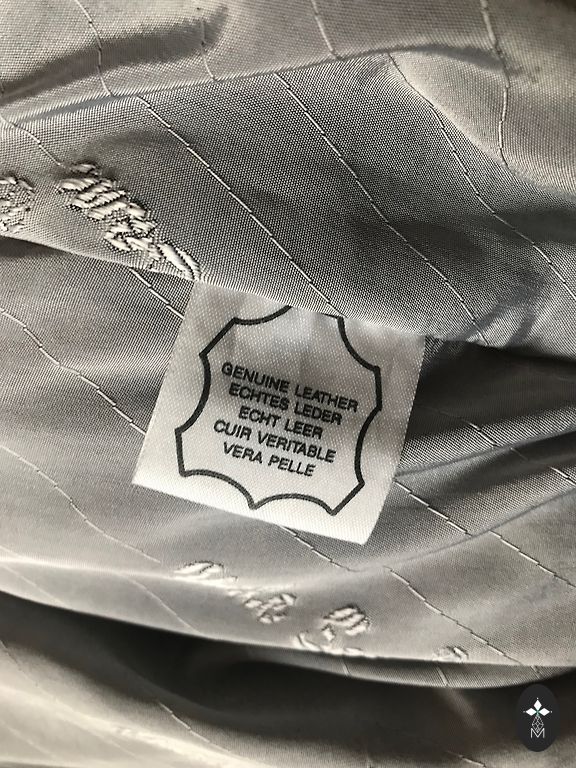 GENUINE LEATHER
ECHTES LEDER
ECHT LEER
CUIR VERITABLE
VERA PELLE
M